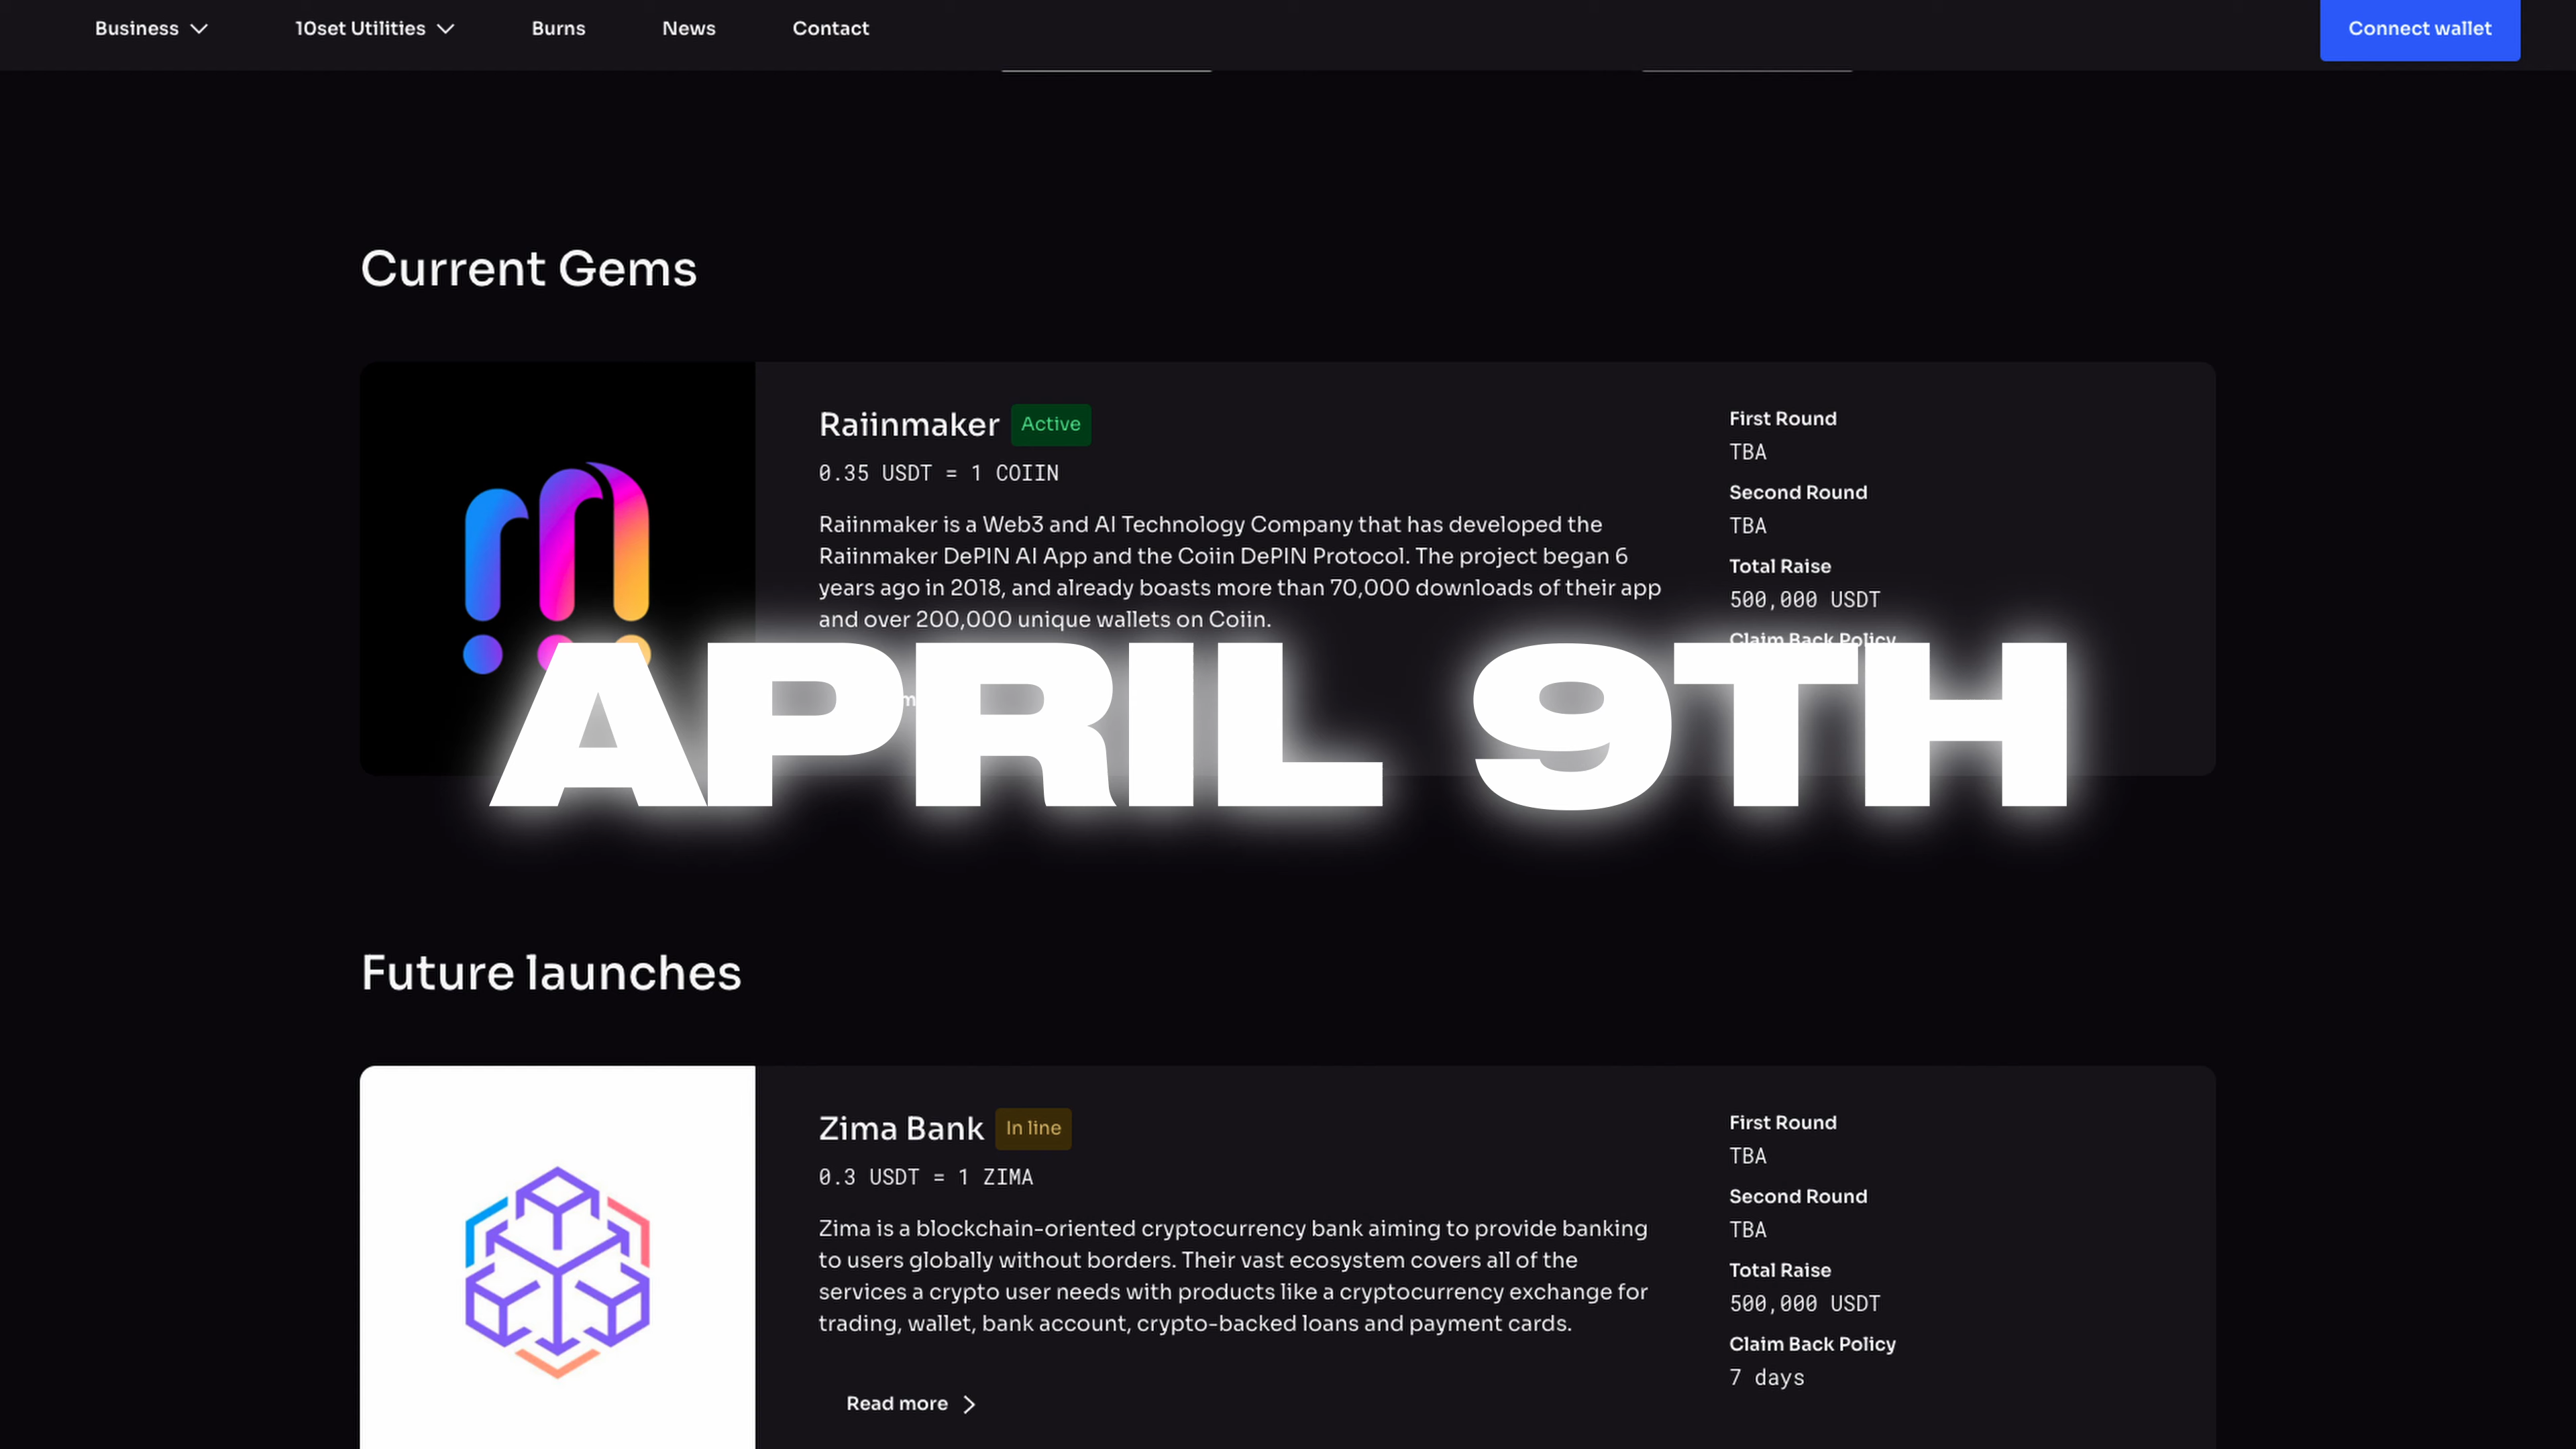 Business
10set Utilities
Burns
News
Contact
Connect wallet
Current Gems
Raiinmaker
Active
0.35 USDT = 1 COIIN
Raiinmaker is a Web3 and AI Technology Company that has developed the
Raiinmaker DePIN AI App and the Coiin DePIN Protocol. The project began 6
years ago in 2018, and already boasts more than 70,000 downloads of their app
and over 200,000 unique wallets on Coiin.
First Round
TBA
Second Round
TBA
Total Raise
500,000 USDT
Claim Back Policy
APRIL 9TH
Future launches
Zima Bank
In line
0.3 USDT = 1 ZIMA
Zima is a blockchain-oriented cryptocurrency bank aiming to provide banking
to users globally without borders. Their vast ecosystem covers all of the
services a crypto user needs with products like a cryptocurrency exchange for
trading, wallet, bank account, crypto-backed loans and payment cards.
Read more
First Round
TBA
Second Round
TBA
Total Raise
500,000 USDT
Claim Back Policy
7 days